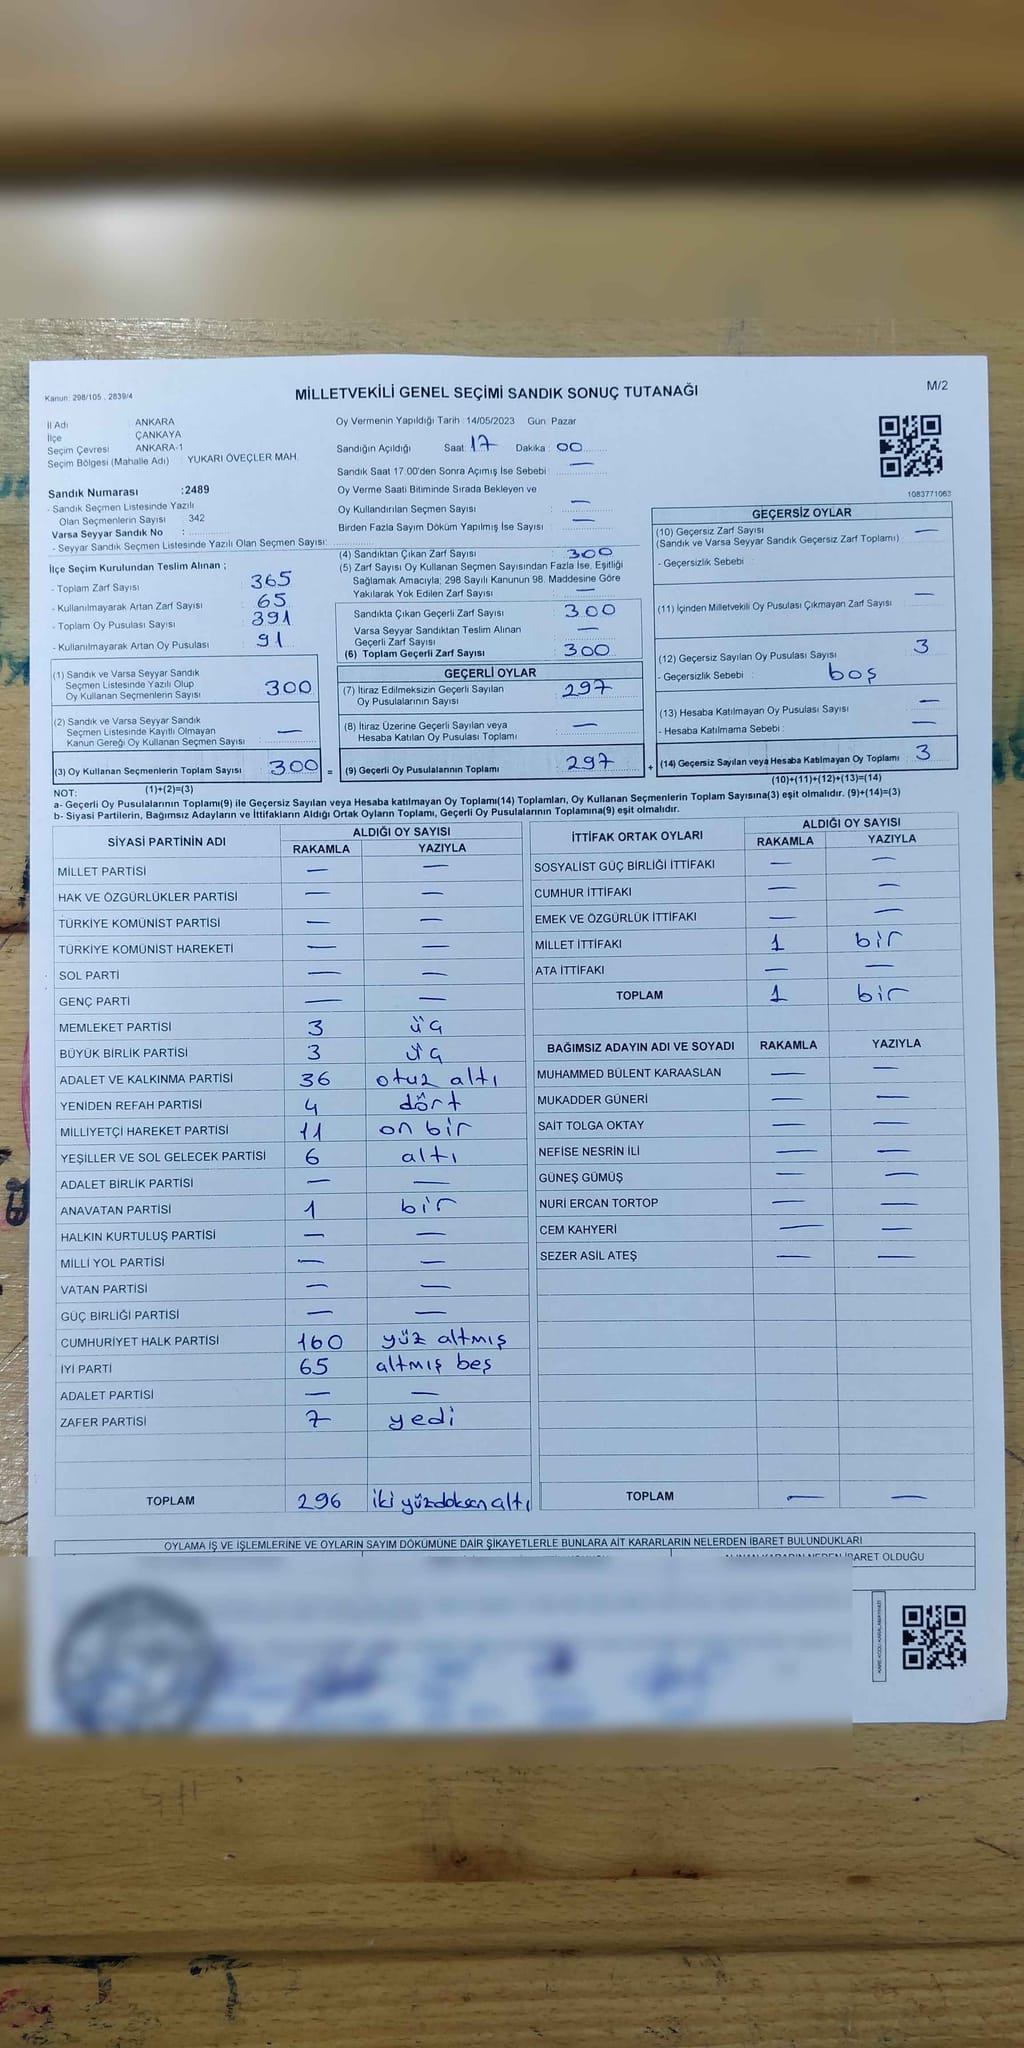 Kanun: 298/105 , 2839/4
MİLLETVEKİLİ GENEL SEÇİMİ SANDIK SONUÇ TUTANAĞI
M/2
İl Adı : ANKARA
İlçe : ÇANKAYA
Seçim Çevresi : ANKARA-1
Seçim Bölgesi (Mahalle Adı) : YUKARI ÖVEÇLER MAH.
Sandık Numarası :2489
- Sandık Seçmen Listesinde Yazılı
Olan Seçmenlerin Sayısı : 342
Varsa Seyyar Sandık No :
- Seyyar Sandık Seçmen Listesinde Yazılı Olan Seçmen Sayısı:
Oy Vermenin Yapıldığı Tarih : 14/05/2023 Gün: Pazar
Sandığın Açıldığı Saat: 17 Dakika : 00
Sandık Saat 17:00'den Sonra Açımış İse Sebebi : —
Oy Verme Saati Bitiminde Sırada Bekleyen ve
Oy Kullandırılan Seçmen Sayısı : —
Birden Fazla Sayım Döküm Yapılmış İse Sayısı : —
1083771063
İlçe Seçim Kurulundan Teslim Alınan ;
- Toplam Zarf Sayısı : 365
- Kullanılmayarak Artan Zarf Sayısı : 65
- Toplam Oy Pusulası Sayısı : 391
- Kullanılmayarak Artan Oy Pusulası : 91
(1) Sandık ve Varsa Seyyar Sandık
Seçmen Listesinde Yazılı Olup
Oy Kullanan Seçmenlerin Sayısı : 300
(2) Sandık ve Varsa Seyyar Sandık
Seçmen Listesinde Kayıtlı Olmayan
Kanun Gereği Oy Kullanan Seçmen Sayısı : —
(3) Oy Kullanan Seçmenlerin Toplam Sayısı : 300 =
(1)+(2)=(3)
(4) Sandıktan Çıkan Zarf Sayısı : 300
(5) Zarf Sayısı Oy Kullanan Seçmen Sayısından Fazla İse, Eşitliği
Sağlamak Amacıyla; 298 Sayılı Kanunun 98. Maddesine Göre
Yakılarak Yok Edilen Zarf Sayısı : —
Sandıkta Çıkan Geçerli Zarf Sayısı : 300
Varsa Seyyar Sandıktan Teslim Alınan
Geçerli Zarf Sayısı : —
(6) Toplam Geçerli Zarf Sayısı : 300
GEÇERLİ OYLAR
(7) İtiraz Edilmeksizin Geçerli Sayılan
Oy Pusulalarının Sayısı : 297
(8) İtiraz Üzerine Geçerli Sayılan veya
Hesaba Katılan Oy Pusulası Toplamı : —
(9) Geçerli Oy Pusulalarının Toplamı : 297 +
GEÇERSİZ OYLAR
(10) Geçersiz Zarf Sayısı
(Sandık ve Varsa Seyyar Sandık Geçersiz Zarf Toplamı) : —
- Geçersizlik Sebebi :
(11) İçinden Milletvekili Oy Pusulası Çıkmayan Zarf Sayısı : —
(12) Geçersiz Sayılan Oy Pusulası Sayısı : 3
- Geçersizlik Sebebi : boş
(13) Hesaba Katılmayan Oy Pusulası Sayısı : —
- Hesaba Katılmama Sebebi : —
(14) Geçersiz Sayılan veya Hesaba Katılmayan Oy Toplamı : 3
(10)+(11)+(12)+(13)=(14)
NOT:
a- Geçerli Oy Pusulalarının Toplamı(9) ile Geçersiz Sayılan veya Hesaba katılmayan Oy Toplamı(14) Toplamları, Oy Kullanan Seçmenlerin Toplam Sayısına(3) eşit olmalıdır. (9)+(14)=(3)
b- Siyasi Partilerin, Bağımsız Adayların ve İttifakların Aldığı Ortak Oyların Toplamı, Geçerli Oy Pusulalarının Toplamına(9) eşit olmalıdır.
SİYASİ PARTİNİN ADI ALDIĞI OY SAYISI
RAKAMLA YAZIYLA
MİLLET PARTİSİ — —
HAK VE ÖZGÜRLÜKLER PARTİSİ — —
TÜRKİYE KOMÜNİST PARTİSİ — —
TÜRKİYE KOMÜNİST HAREKETİ — —
SOL PARTİ — —
GENÇ PARTİ — —
MEMLEKET PARTİSİ 3 üç
BÜYÜK BİRLİK PARTİSİ 3 üç
ADALET VE KALKINMA PARTİSİ 36 otuz altı
YENİDEN REFAH PARTİSİ 4 dört
MİLLİYETÇİ HAREKET PARTİSİ 11 on bir
YEŞİLLER VE SOL GELECEK PARTİSİ 6 altı
ADALET BİRLİK PARTİSİ — —
ANAVATAN PARTİSİ 1 bir
HALKIN KURTULUŞ PARTİSİ — —
MİLLİ YOL PARTİSİ — —
VATAN PARTİSİ — —
GÜÇ BİRLİĞİ PARTİSİ — —
CUMHURİYET HALK PARTİSİ 160 yüz altmış
İYİ PARTİ 65 altmış beş
ADALET PARTİSİ — —
ZAFER PARTİSİ 7 yedi
TOPLAM 296 iki yüzdoksan altı
İTTİFAK ORTAK OYLARI ALDIĞI OY SAYISI
RAKAMLA YAZIYLA
SOSYALİST GÜÇ BİRLİĞİ İTTİFAKI — —
CUMHUR İTTİFAKI — —
EMEK VE ÖZGÜRLÜK İTTİFAKI — —
MİLLET İTTİFAKI 1 bir
ATA İTTİFAKI — —
TOPLAM 1 bir
BAĞIMSIZ ADAYIN ADI VE SOYADI RAKAMLA YAZIYLA
MUHAMMED BÜLENT KARAASLAN — —
MUKADDER GÜNERİ — —
SAİT TOLGA OKTAY — —
NEFİSE NESRİN İLİ — —
GÜNEŞ GÜMÜŞ — —
NURİ ERCAN TORTOP — —
CEM KAHYERİ — —
SEZER ASİL ATEŞ — —
TOPLAM — —
OYLAMA İŞ VE İŞLEMLERİNE VE OYLARIN SAYIM DÖKÜMÜNE DAİR ŞİKAYETLERLE BUNLARA AİT KARARLARIN NELERDEN İBARET BULUNDUKLARI
İBARET OLDUĞU